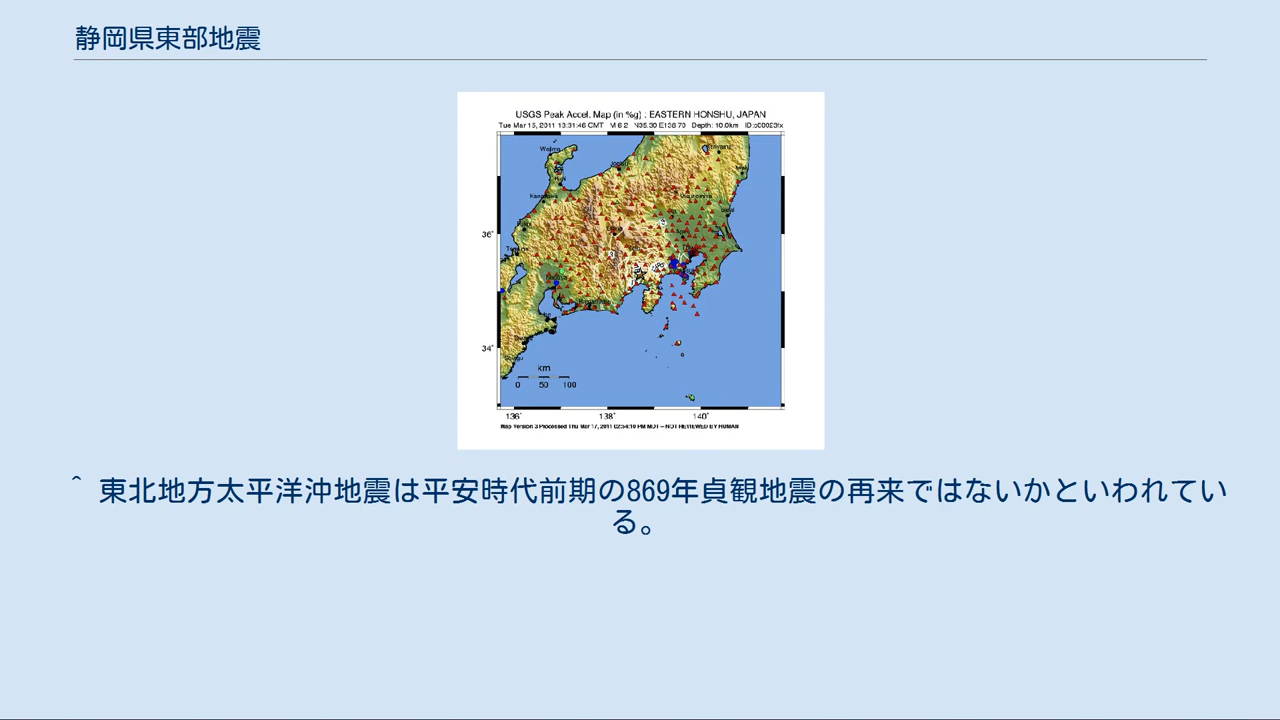 静岡県東部地震
USGS Peak Accel. Map (in %g) : EASTERN HONSHU, JAPAN
Tue Mar 15, 2011 13:31:46 GMT M 6.2 N35.30 E138.70 Depth: 10.0km ID:c00023fx
36°
34°
km
0 50 100
136° 138° 140°
Map Version 3 Processed Thu Mar 17, 2011 02:54:10 PM MDT -- NOT REVIEWED BY HUMAN
^ 東北地方太平洋沖地震は平安時代前期の869年貞観地震の再来ではないかといわれてい
る。